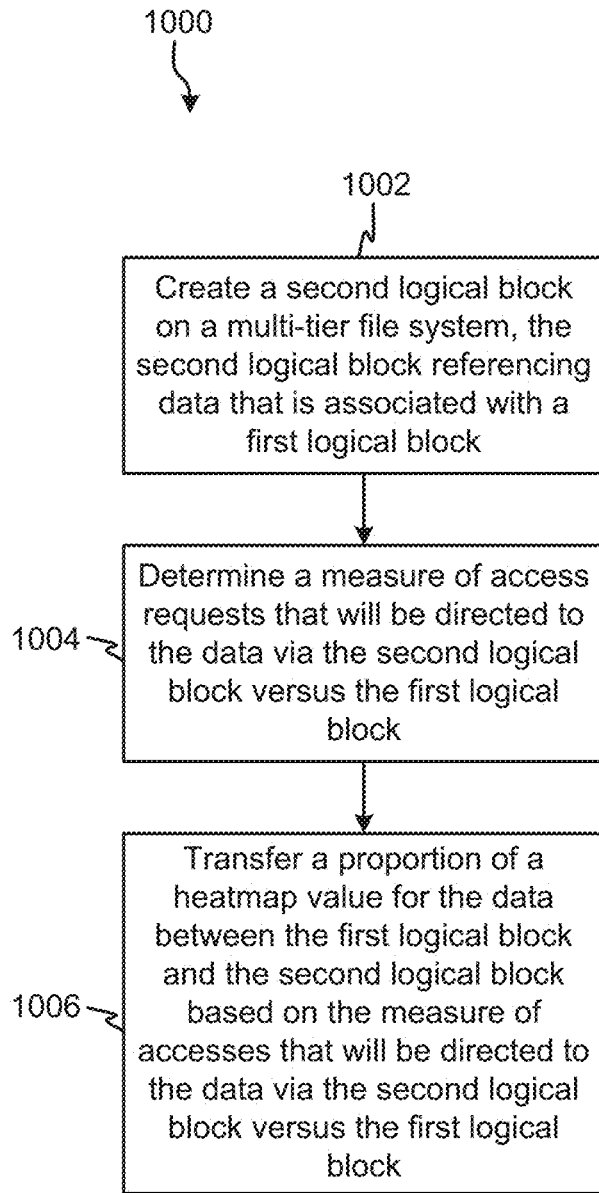 1000
1002
Create a second logical block
on a multi-tier file system, the
second logical block referencing
data that is associated with a
first logical block
1004
Determine a measure of access
requests that will be directed to
the data via the second logical
block versus the first logical
block
1006
Transfer a proportion of a
heatmap value for the data
between the first logical block
and the second logical block
based on the measure of
accesses that will be directed to
the data via the second logical
block versus the first logical
block